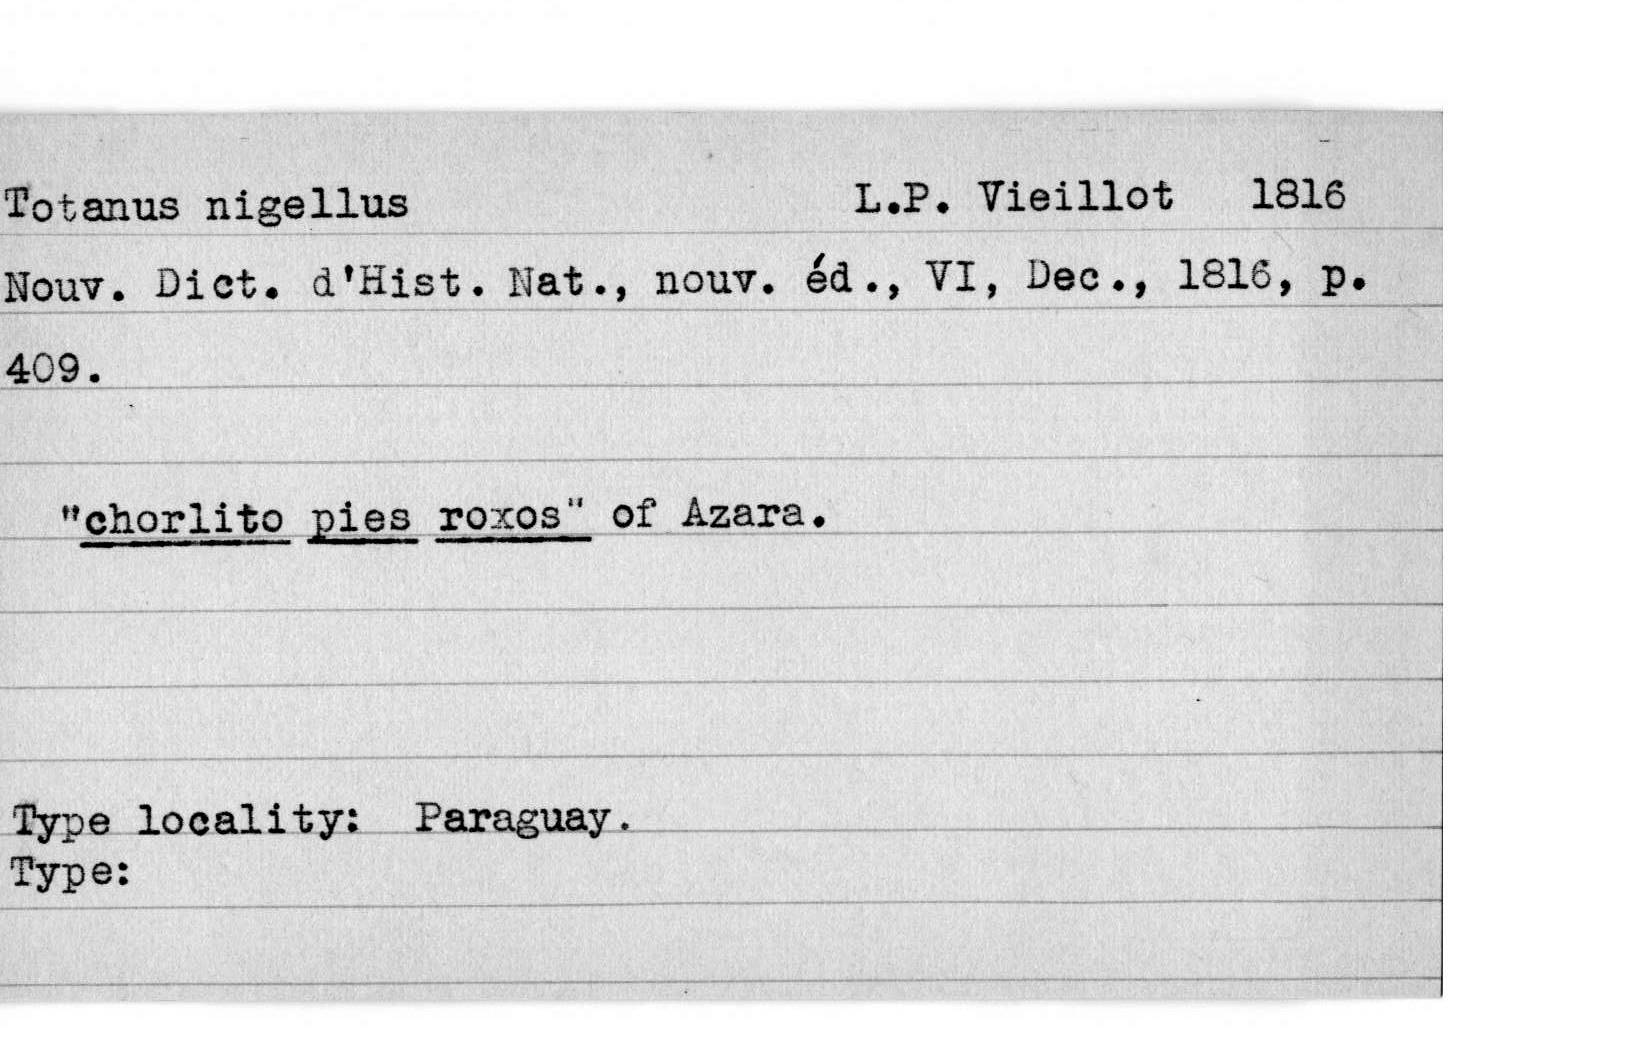 Totanus nigellus L.P. Vieillot 1816
Nouv. Dict. d'Hist. Nat., nouv. éd., VI, Dec., 1816, p.
409.
"chorlito pies roxos" of Azara.
Type locality: Paraguay.
Type: